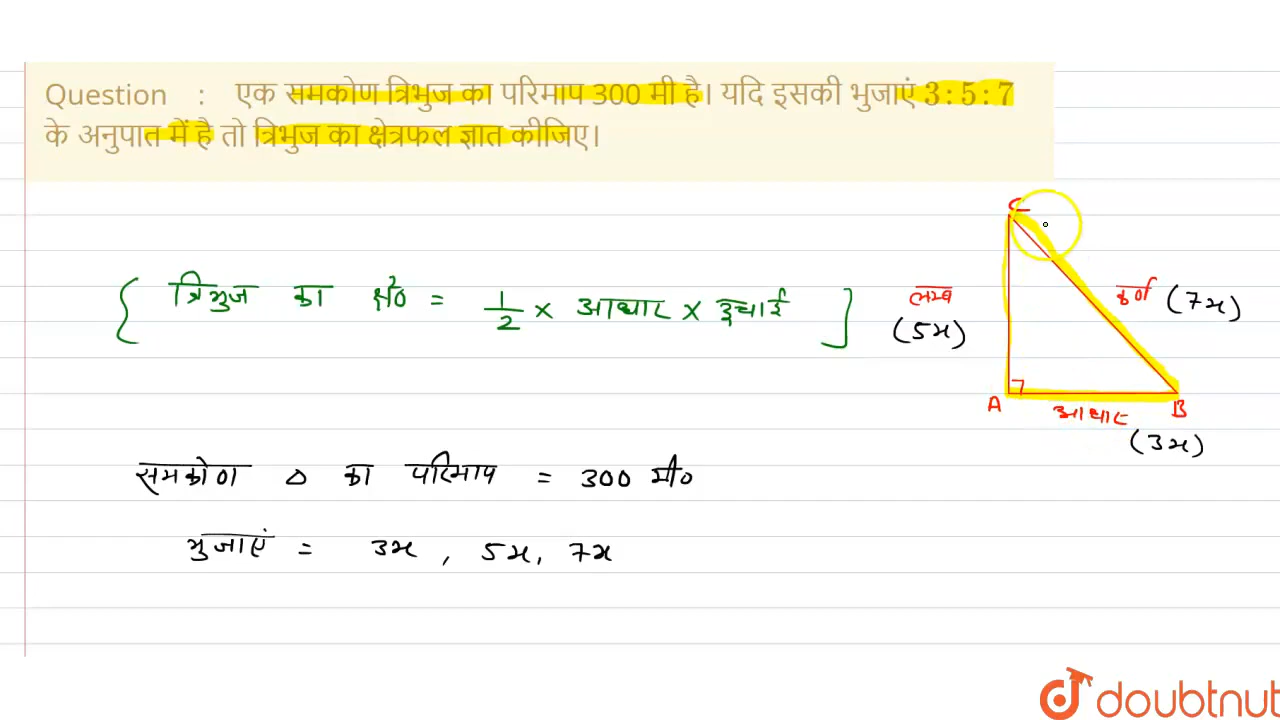 Question : एक समकोण त्रिभुज का परिमाप 300 मी है। यदि इसकी भुजाएं 3 : 5 : 7
के अनुपात में है तो त्रिभुज का क्षेत्रफल ज्ञात कीजिए।
C
{ त्रिभुज का क्षे० = 1/2 × आधार × ऊँचाई ]
लम्ब
(5x)
कर्ण (7x)
A
आधार
B
(3x)
समकोण △ का परिमाप = 300 मी०
भुजाएं = 3x, 5x, 7x
doubtnut